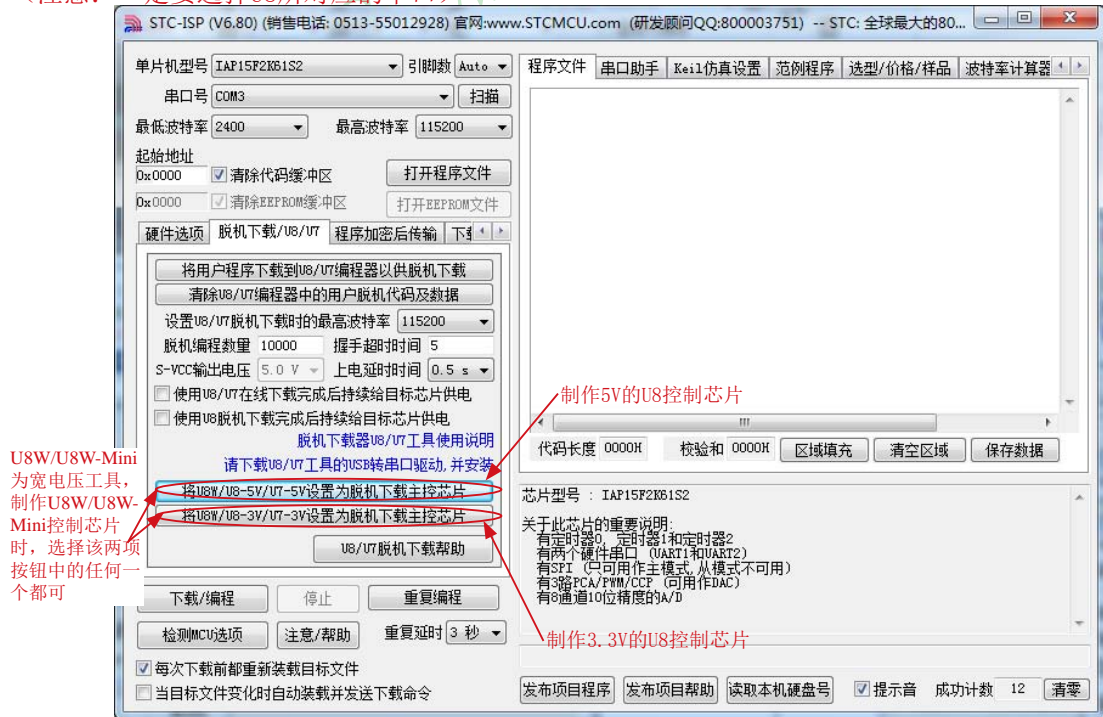 STC-ISP (V6.80) (销售电话: 0513-55012928) 官网:www.STCMCU.com (研发顾问QQ:800003751) -- STC: 全球最大的80...
单片机型号 IAP15F2K61S2 引脚数 Auto
串口号 COM3 扫描
最低波特率 2400 最高波特率 115200
起始地址
0x0000 清除代码缓冲区 打开程序文件
0x0000 清除EEPROM缓冲区 打开EEPROM文件
硬件选项 脱机下载/U8/U7 程序加密后传输
将用户程序下载到U8/U7编程器以供脱机下载
清除U8/U7编程器中的用户脱机代码及数据
设置U8/U7脱机下载时的最高波特率 115200
脱机编程数量 10000 握手超时时间 5
S-VCC输出电压 5.0 V 上电延时时间 0.5 s
使用U8/U7在线下载完成后持续给目标芯片供电
使用U8脱机下载完成后持续给目标芯片供电
脱机下载器U8/U7工具使用说明
请下载U8/U7工具的USB转串口驱动,并安装
将U8W/U8-5V/U7-5V设置为脱机下载主控芯片
将U8W/U8-3V/U7-3V设置为脱机下载主控芯片
U8/U7脱机下载帮助
U8W/U8W-Mini
为宽电压工具，
制作U8W/U8W-
Mini控制芯片
时，选择该两项
按钮中的任何一
个都可
下载/编程 停止 重复编程
检测MCU选项 注意/帮助 重复延时 3 秒
每次下载前都重新装载目标文件
当目标文件变化时自动装载并发送下载命令
程序文件 串口助手 Keil仿真设置 范例程序 选型/价格/样品 波特率计算器
制作5V的U8控制芯片
代码长度 0000H 校验和 0000H 区域填充 清空区域 保存数据
芯片型号 : IAP15F2K61S2
关于此芯片的重要说明:
有定时器0, 定时器1和定时器2
有两个硬件串口 (UART1和UART2)
有SPI (只可用作主模式,从模式不可用)
有3路PCA/PWM/CCP (可用作DAC)
有8通道10位精度的A/D
制作3.3V的U8控制芯片
发布项目程序 发布项目帮助 读取本机硬盘号 提示音 成功计数 12 清零